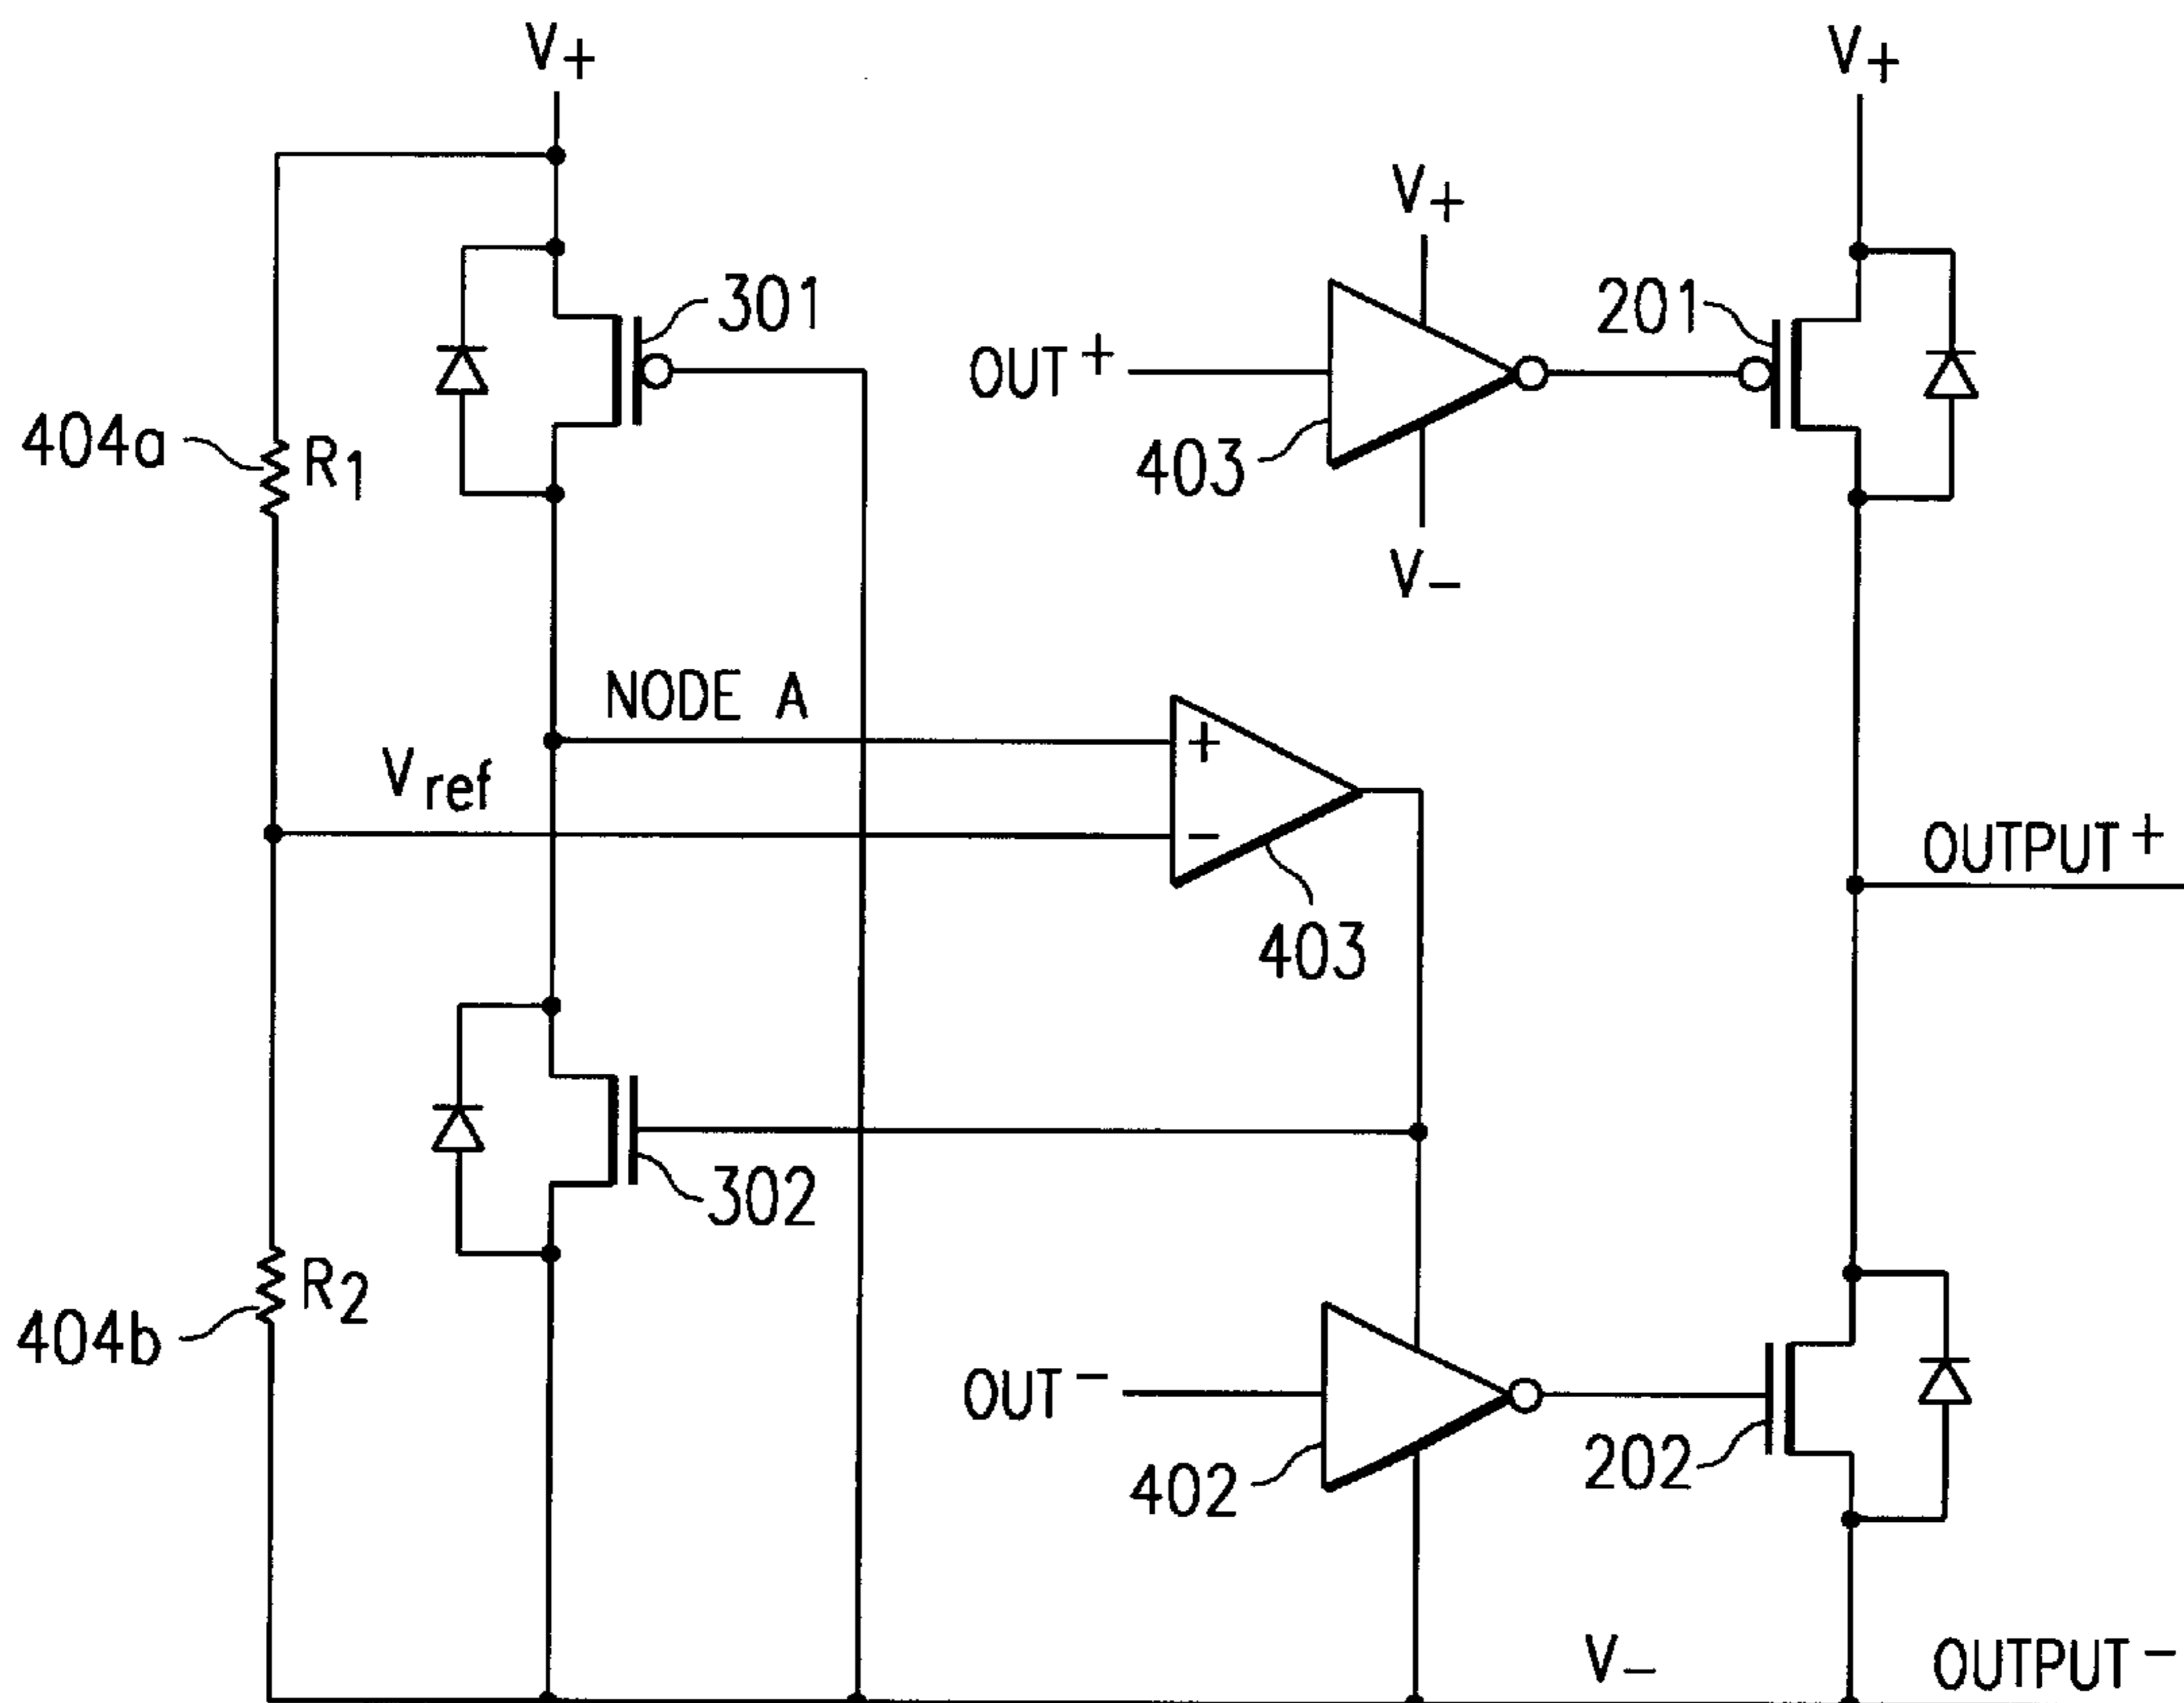 V+
V+
V+
301
201
OUT+
404a
R1
403
V-
NODE A
Vref
OUTPUT+
403
302
R2
404b
OUT-
402
202
V-
OUTPUT-
+
-